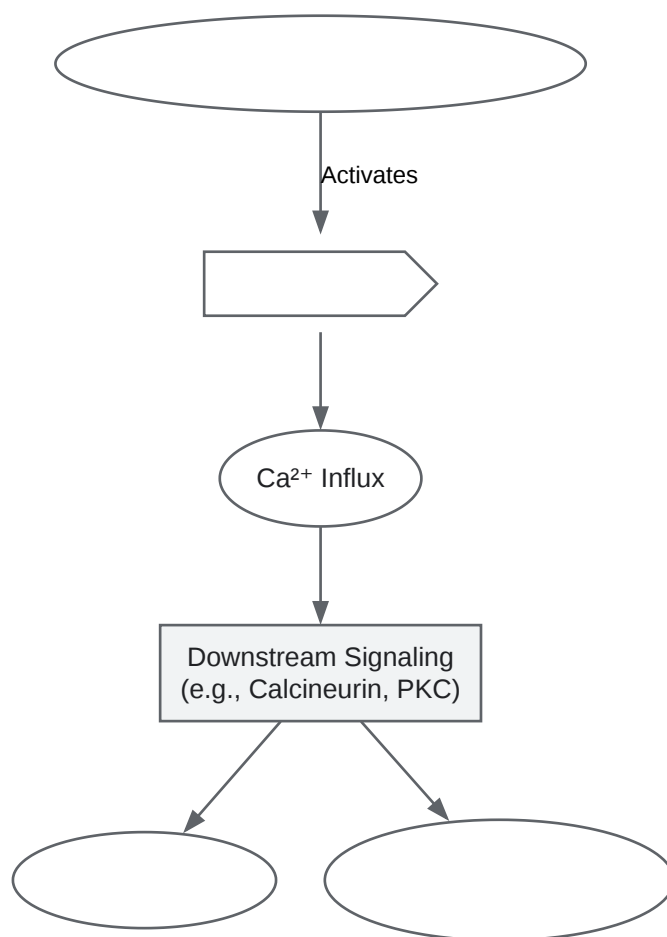 Activates
Ca²⁺ Influx
Downstream Signaling
(e.g., Calcineurin, PKC)